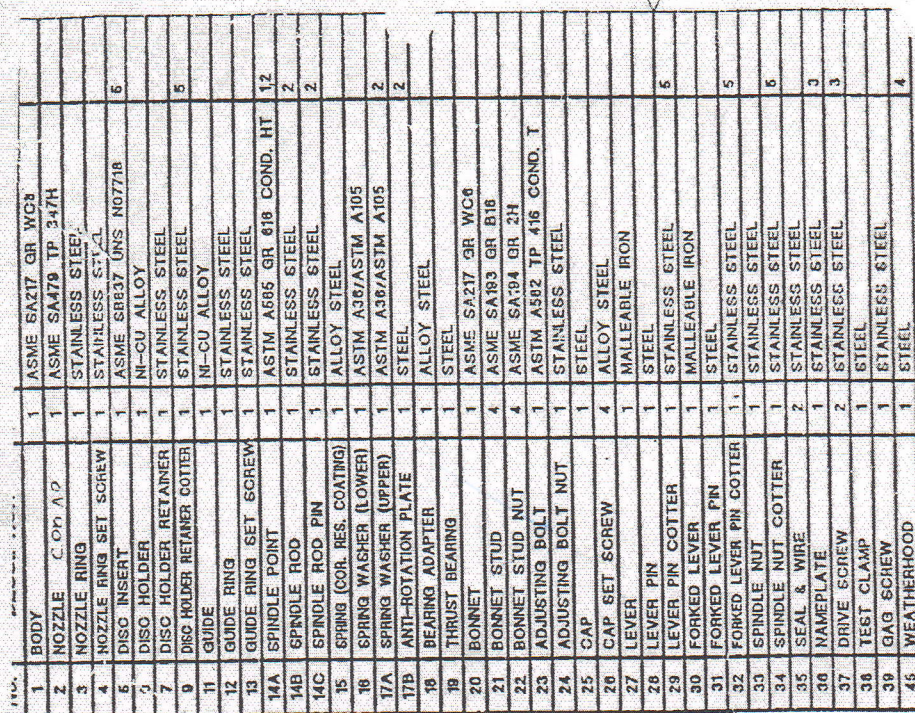 1 BODY 1 ASME SA217 GR WC6
2 NOZZLE 1 ASME SA479 TP 347H
3 NOZZLE RING 1 STAINLESS STEEL
4 NOZZLE RING SET SCREW 1 STAINLESS STEEL
5 DISC INSERT 1 ASME SB637 UNS N07718 5
DISC HOLDER 1 NI-CU ALLOY
7 DISC HOLDER RETAINER 1 STAINLESS STEEL
9 DISC HOLDER RETAINER COTTER 1 STAINLESS STEEL 5
11 GUIDE 1 NI-CU ALLOY
12 GUIDE RING 1 STAINLESS STEEL
13 GUIDE RING SET SCREW 1 STAINLESS STEEL
14A SPINDLE POINT 1 ASTM A565 GR 616 COND. HT 1,2
14B SPINDLE ROD 1 STAINLESS STEEL 2
14C SPINDLE ROD PIN 1 STAINLESS STEEL 2
15 SPRING (COR. RES. COATING) 1 ALLOY STEEL
16 SPRING WASHER (LOWER) 1 ASTM A36/ASTM A105
17A SPRING WASHER (UPPER) 1 ASTM A36/ASTM A105 2
17B ANTI-ROTATION PLATE 1 STEEL 2
18 BEARING ADAPTER 1 ALLOY STEEL
19 THRUST BEARING 1 STEEL
20 BONNET 1 ASME SA217 GR WC6
21 BONNET STUD 4 ASME SA193 GR B16
22 BONNET STUD NUT 4 ASME SA194 GR 2H
23 ADJUSTING BOLT 1 ASTM A582 TP 416 COND. T
24 ADJUSTING BOLT NUT 1 STAINLESS STEEL
25 CAP 1 STEEL
26 CAP SET SCREW 4 ALLOY STEEL
27 LEVER 1 MALLEABLE IRON
28 LEVER PIN 1 STEEL
29 LEVER PIN COTTER 1 STAINLESS STEEL 5
30 FORKED LEVER 1 MALLEABLE IRON
31 FORKED LEVER PIN 1 STEEL
32 FORKED LEVER PIN COTTER 1 STAINLESS STEEL 5
33 SPINDLE NUT 1 STAINLESS STEEL
34 SPINDLE NUT COTTER 1 STAINLESS STEEL 5
35 SEAL & WIRE 2 STAINLESS STEEL
36 NAMEPLATE 1 STAINLESS STEEL 3
37 DRIVE SCREW 2 STAINLESS STEEL 3
38 TEST CLAMP 1 STEEL
39 GAG SCREW 1 STAINLESS STEEL
45 WEATHERHOOD 1 STEEL 4